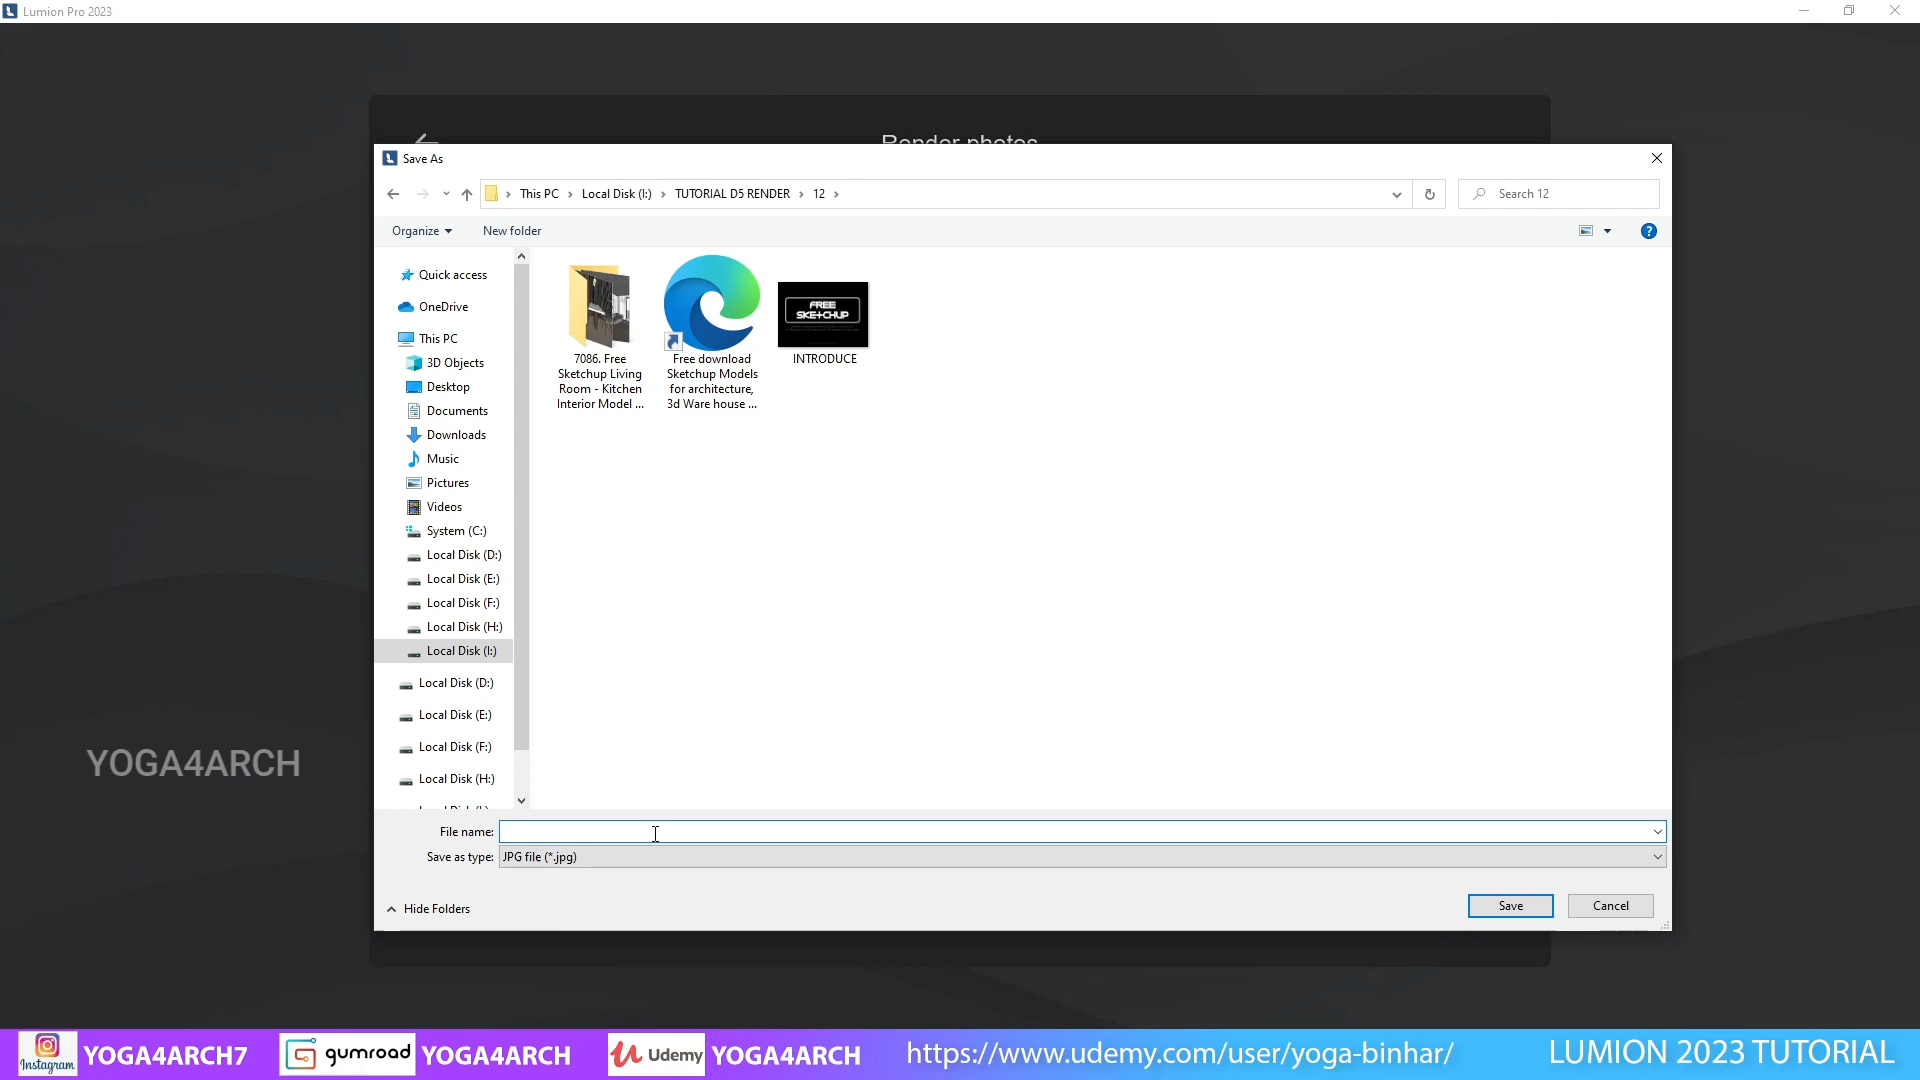 Lumion Pro 2023
Render photos
Save As
This PC
Local Disk (I:)
TUTORIAL D5 RENDER
12
Search 12
Organize
New folder
Quick access
OneDrive
This PC
3D Objects
Desktop
Documents
Downloads
Music
Pictures
Videos
System (C:)
Local Disk (D:)
Local Disk (E:)
Local Disk (F:)
Local Disk (H:)
Local Disk (I:)
Local Disk (D:)
Local Disk (E:)
Local Disk (F:)
Local Disk (H:)
7086. Free
Sketchup Living
Room - Kitchen
Interior Model ...
Free download
Sketchup Models
for architecture,
3d Ware house ...
FREE
SKETCHUP
INTRODUCE
File name:
Save as type: JPG file (*.jpg)
Hide Folders
Save
Cancel
YOGA4ARCH
Instagram
YOGA4ARCH7
gumroad
YOGA4ARCH
Udemy
YOGA4ARCH
https://www.udemy.com/user/yoga-binhar/
LUMION 2023 TUTORIAL